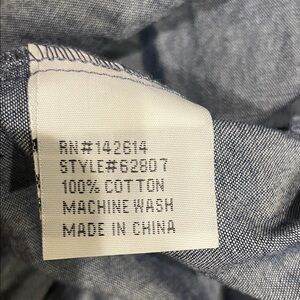 RN#142614
STYLE#62807
100% COTTON
MACHINE WASH
MADE IN CHINA